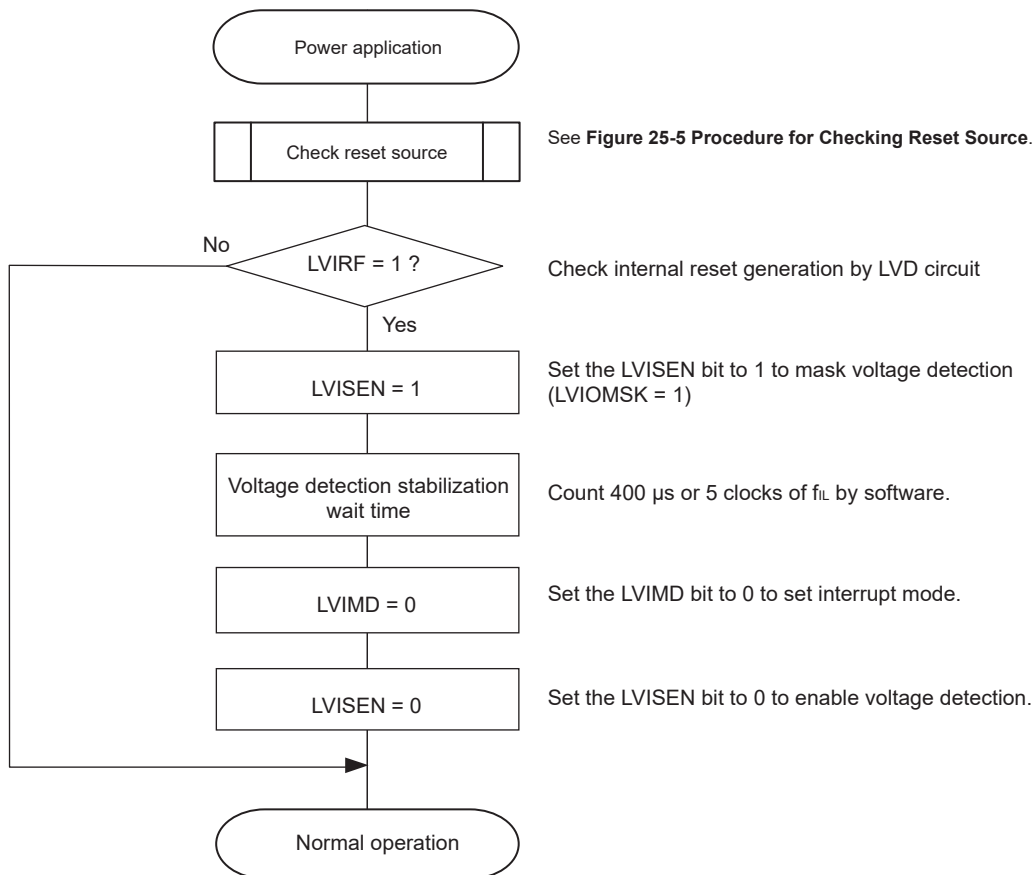 Power application
Check reset source
See Figure 25-5 Procedure for Checking Reset Source.
No
LVIRF = 1 ?
Check internal reset generation by LVD circuit
Yes
LVISEN = 1
Set the LVISEN bit to 1 to mask voltage detection
(LVIOMSK = 1)
Voltage detection stabilization
wait time
Count 400 µs or 5 clocks of fIL by software.
LVIMD = 0
Set the LVIMD bit to 0 to set interrupt mode.
LVISEN = 0
Set the LVISEN bit to 0 to enable voltage detection.
Normal operation